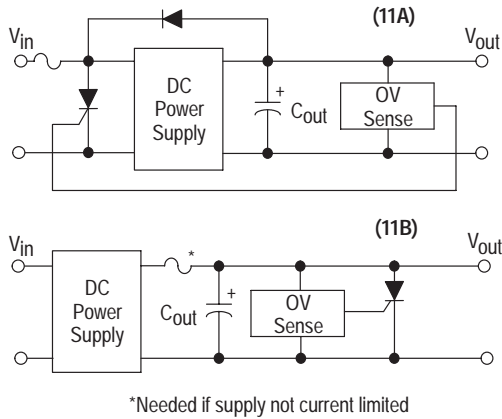 (11A)
Vin
Vout
DC
Power
Supply
+
Cout
OV
Sense
(11B)
Vin
Vout
*
DC
Power
Supply
+
Cout
OV
Sense
*Needed if supply not current limited